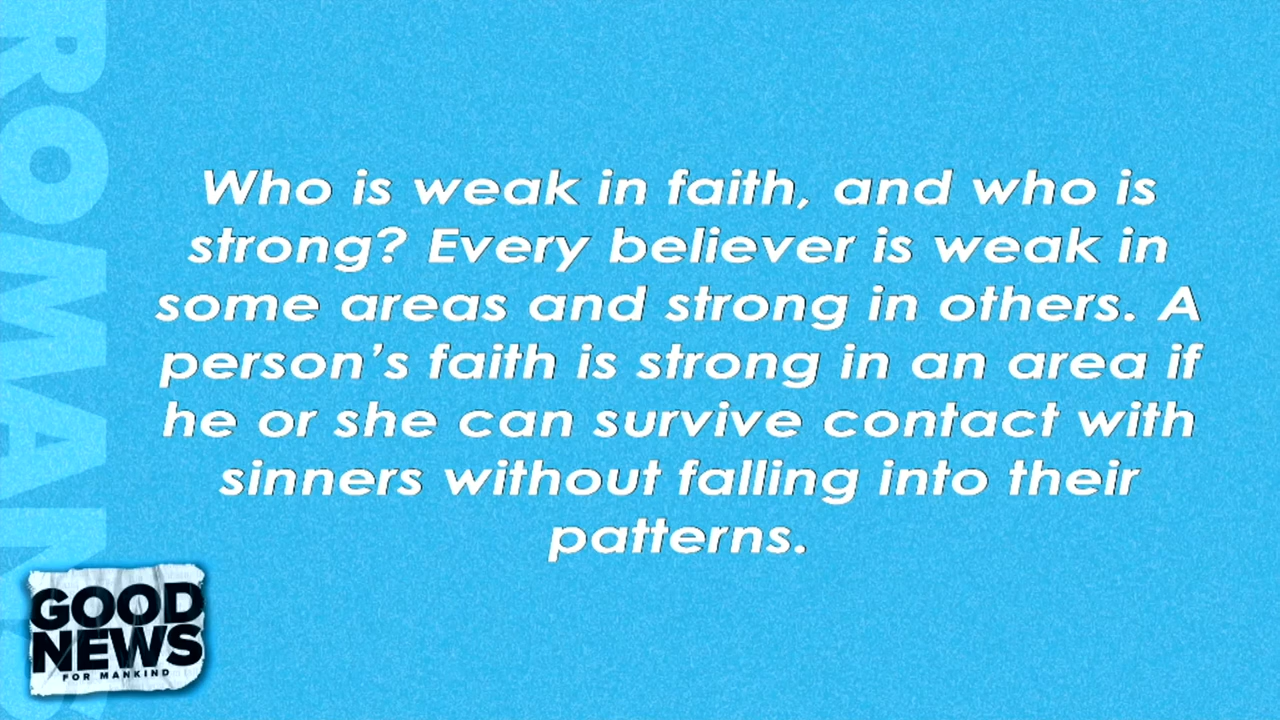 ROMANS
Who is weak in faith, and who is
strong? Every believer is weak in
some areas and strong in others. A
person’s faith is strong in an area if
he or she can survive contact with
sinners without falling into their
patterns.
GOOD
NEWS
FOR MANKIND